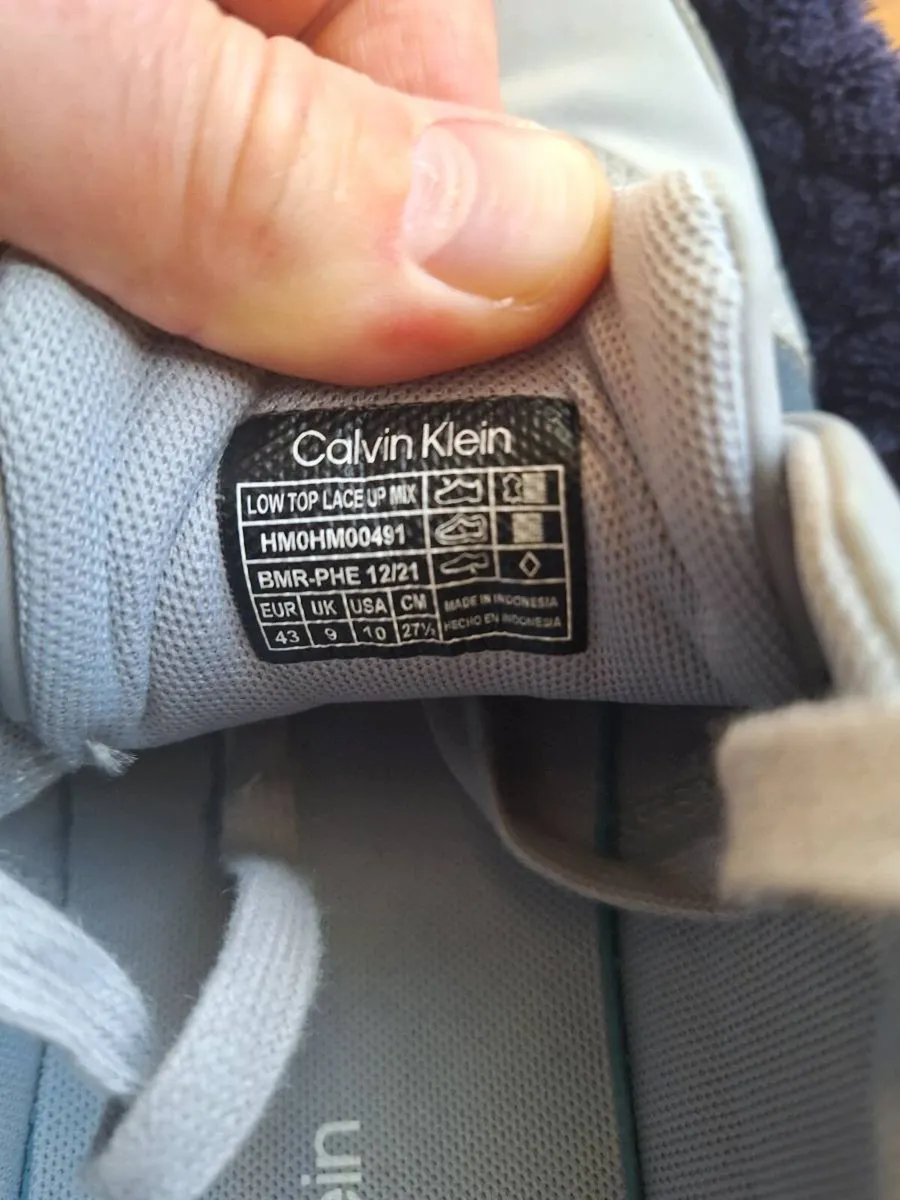 Calvin Klein
LOW TOP LACE UP MIX
HM0HM00491
BMR-PHE 12/21
EUR UK USA CM
43 9 10 27½
MADE IN INDONESIA
HECHO EN INDONESIA
ein